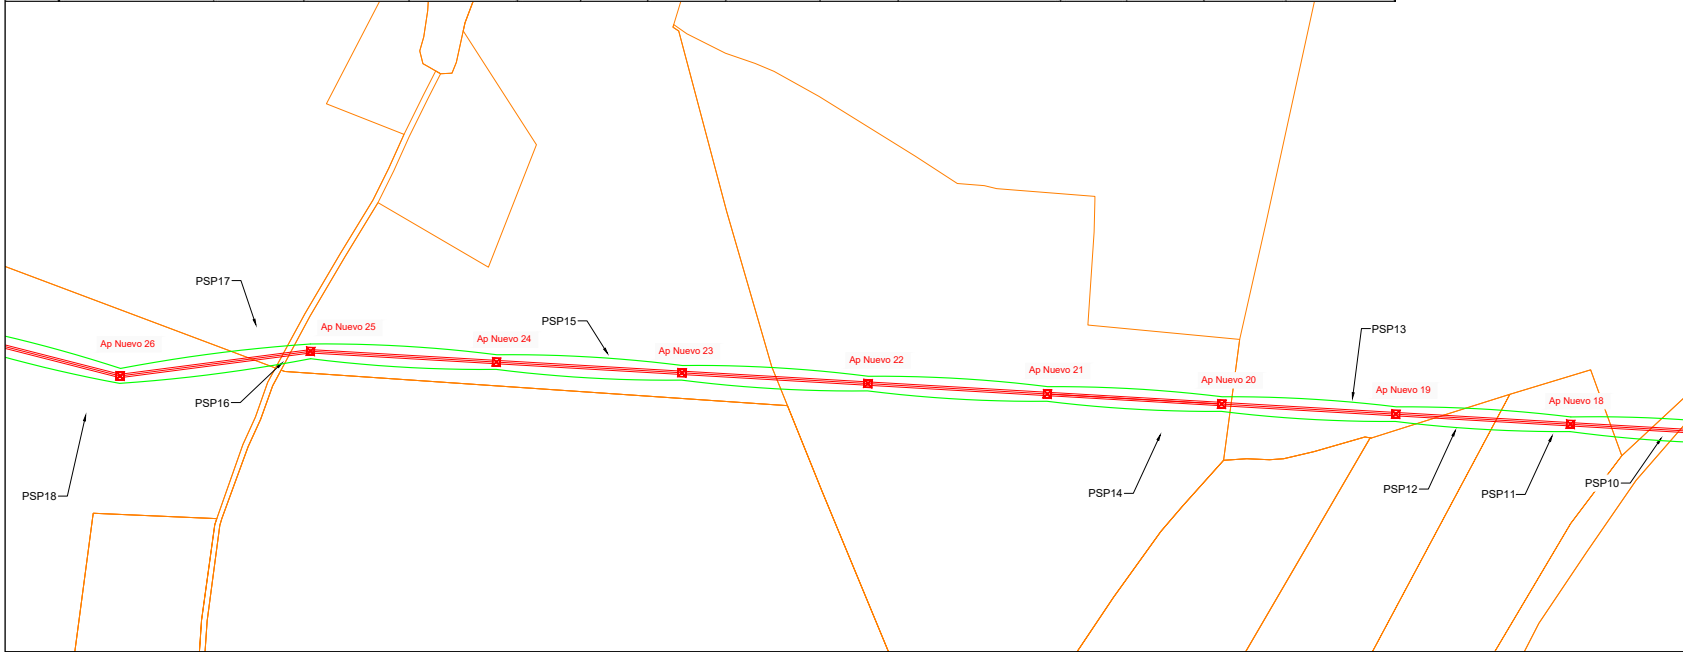 PSP17
Ap Nuevo 26
Ap Nuevo 25
PSP15
Ap Nuevo 24
Ap Nuevo 23
Ap Nuevo 22
Ap Nuevo 21
PSP13
Ap Nuevo 20
Ap Nuevo 19
Ap Nuevo 18
PSP16
PSP18
PSP14
PSP12
PSP11
PSP10